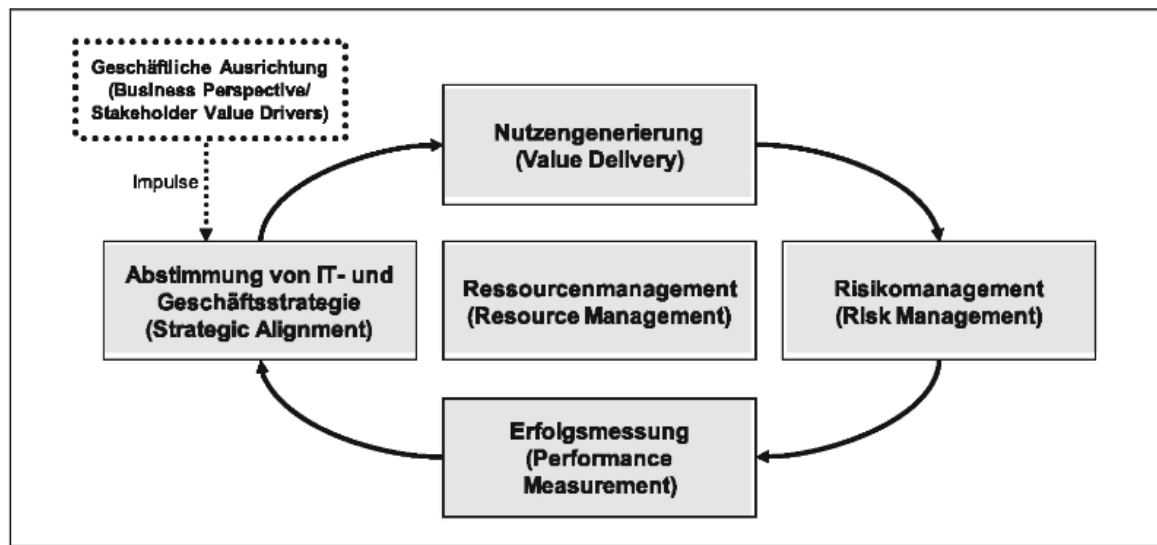 Geschäftliche Ausrichtung
(Business Perspective/
Stakeholder Value Drivers)
Impulse
Nutzengenerierung
(Value Delivery)
Abstimmung von IT- und
Geschäftsstrategie
(Strategic Alignment)
Ressourcenmanagement
(Resource Management)
Risikomanagement
(Risk Management)
Erfolgsmessung
(Performance
Measurement)